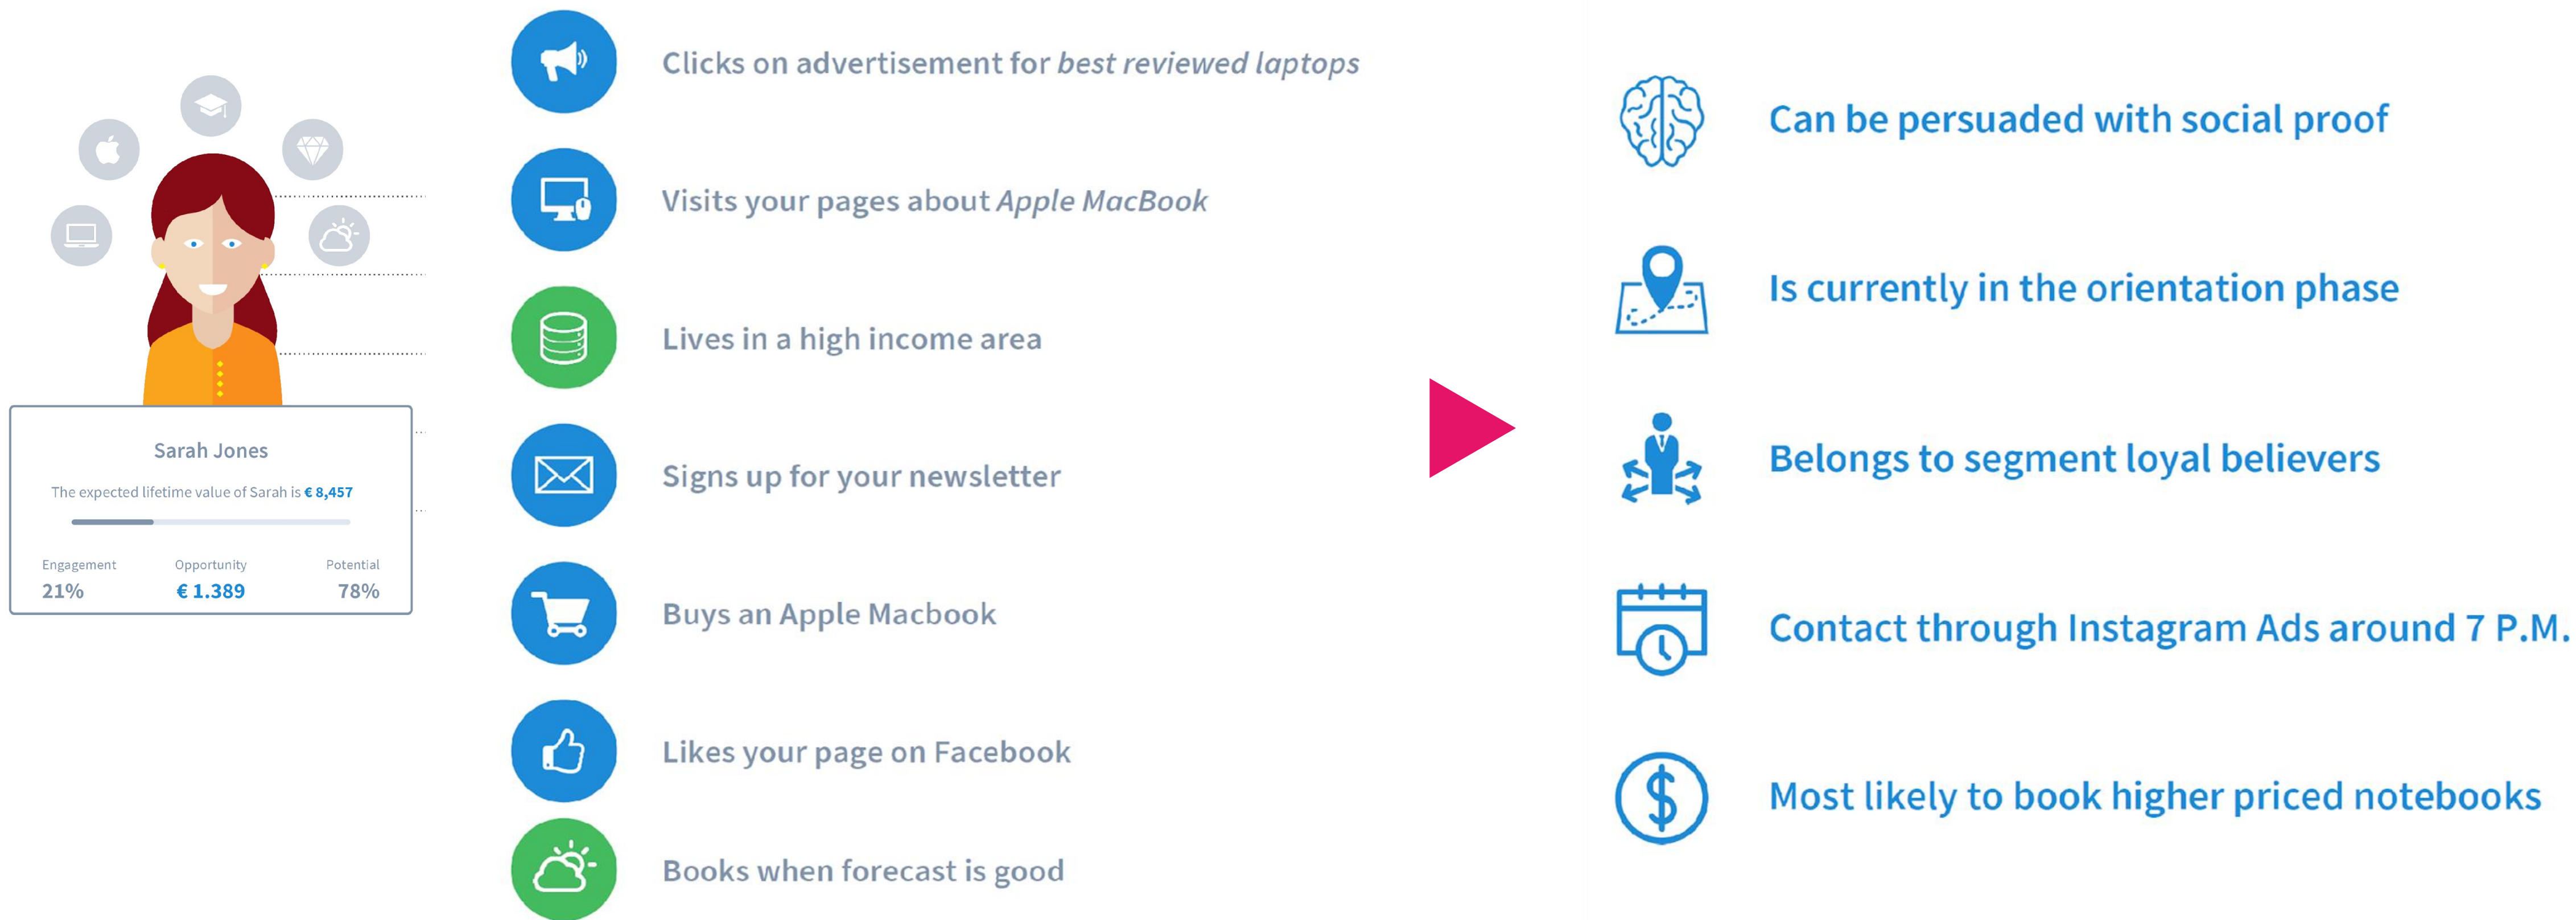 Sarah Jones
The expected lifetime value of Sarah is € 8,457
Engagement
Opportunity
Potential
21%
€ 1.389
78%
Clicks on advertisement for best reviewed laptops
Visits your pages about Apple MacBook
Lives in a high income area
Signs up for your newsletter
Buys an Apple Macbook
Likes your page on Facebook
Books when forecast is good
Can be persuaded with social proof
Is currently in the orientation phase
Belongs to segment loyal believers
Contact through Instagram Ads around 7 P.M.
Most likely to book higher priced notebooks